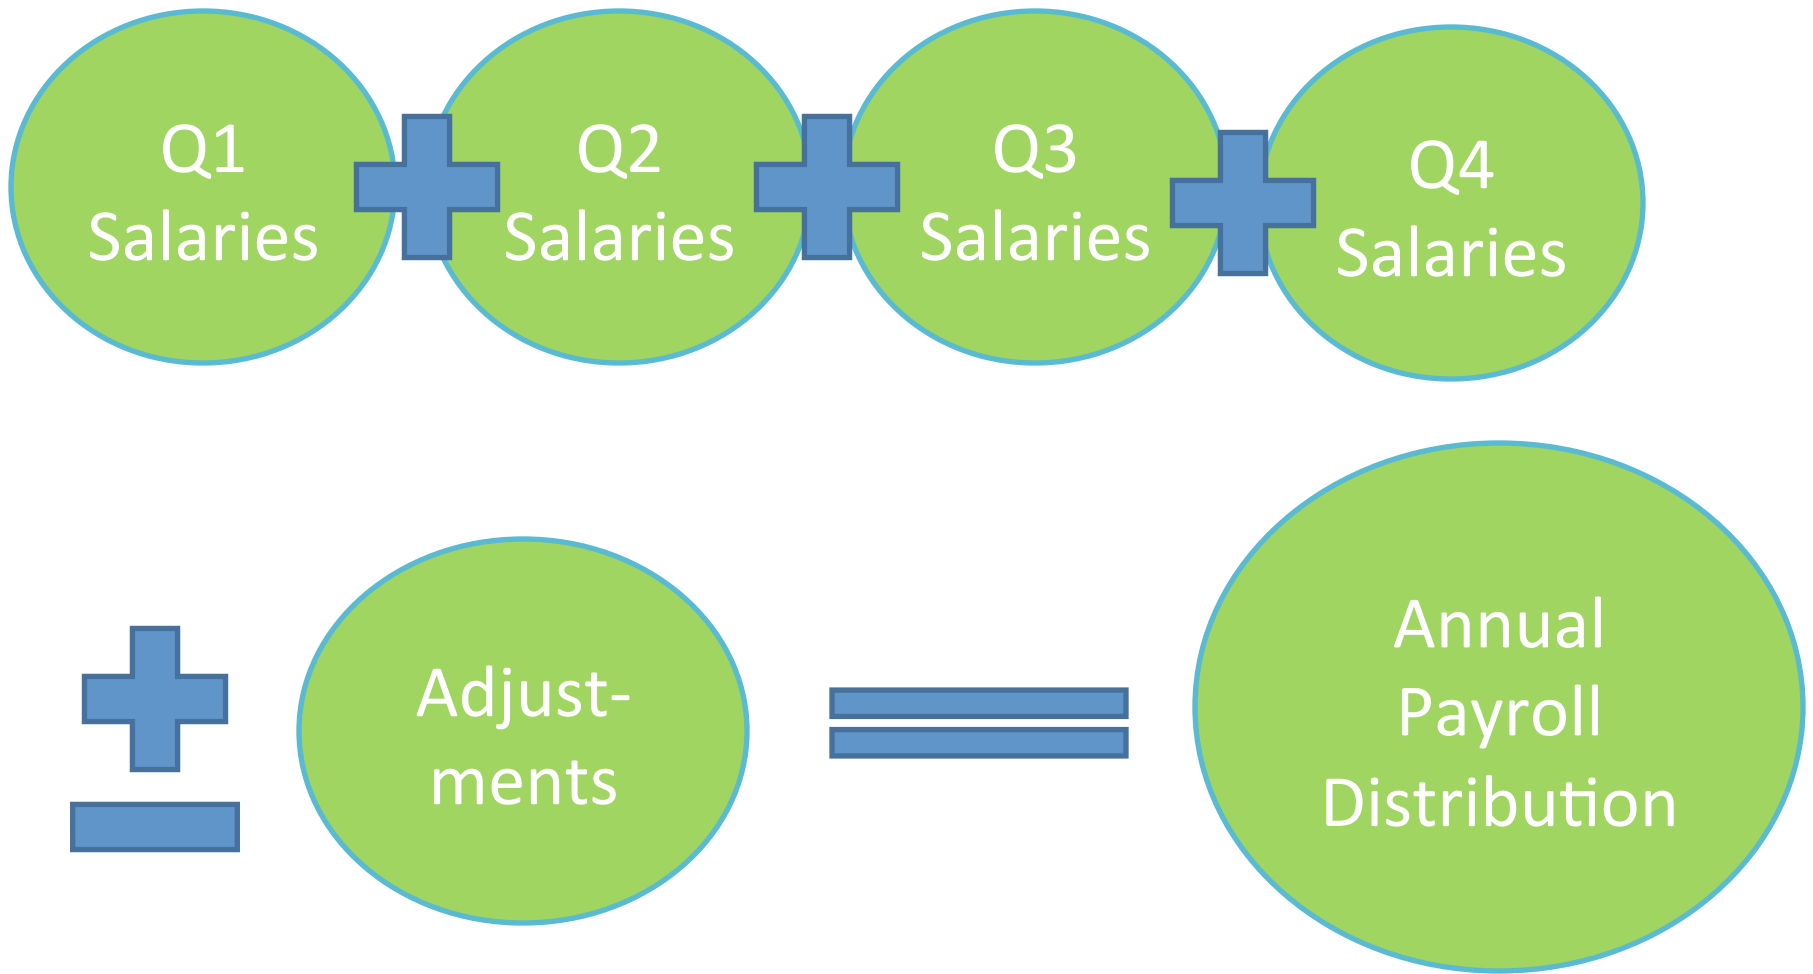 Q1
Salaries
Q2
Salaries
Q3
Salaries
Q4
Salaries
Adjust-
ments
Annual
Payroll
Distribution